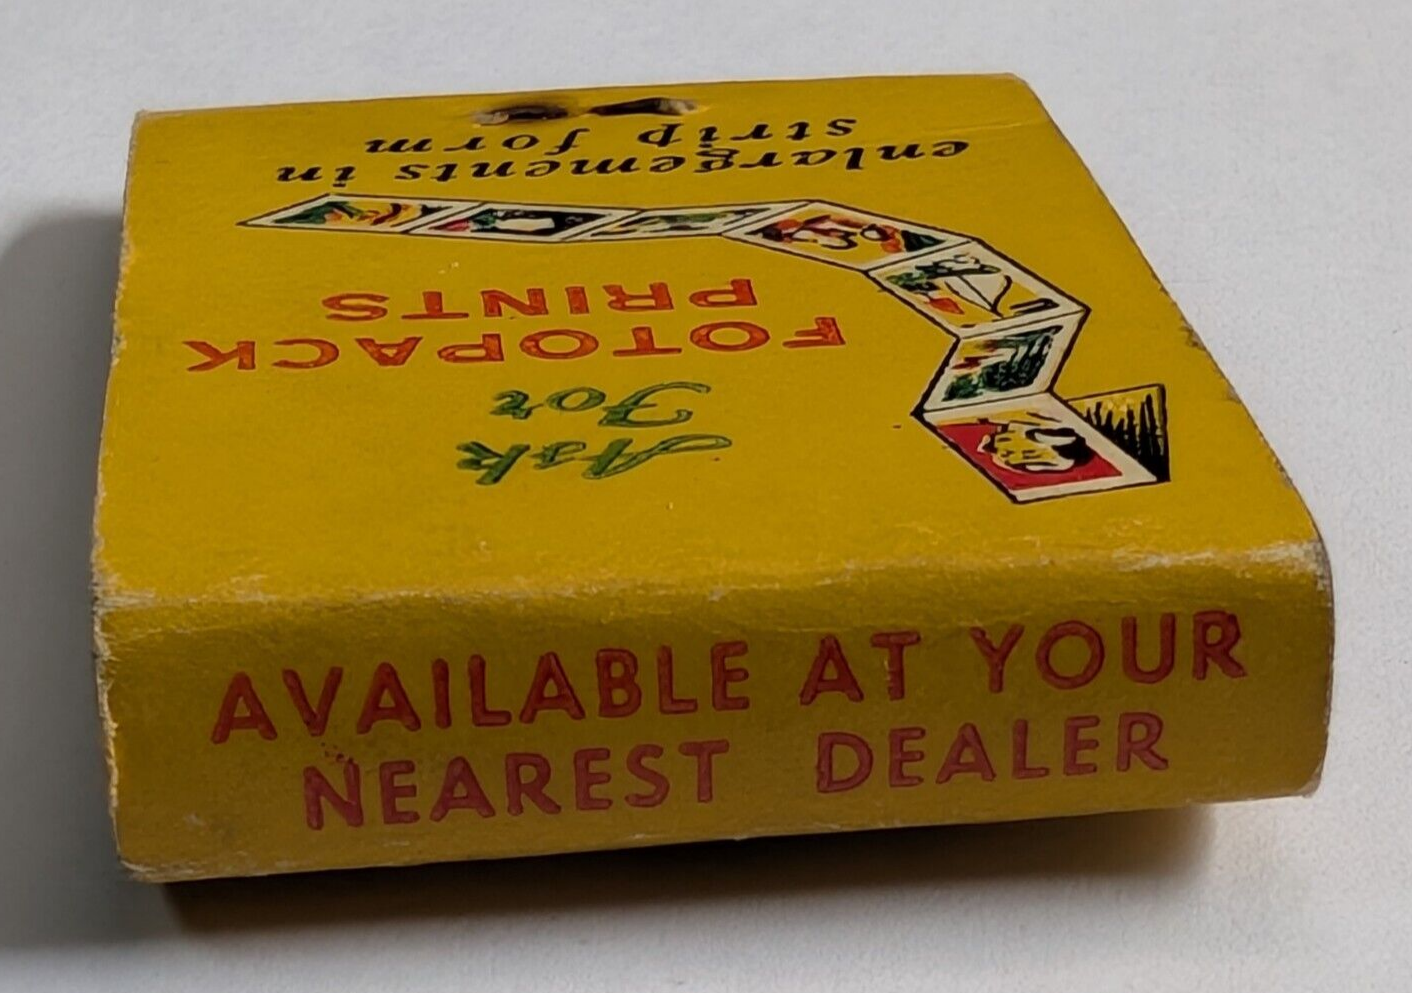 Ask
For
FOTOPACK
PRINTS
enlargements in
strip form
AVAILABLE AT YOUR
NEAREST DEALER